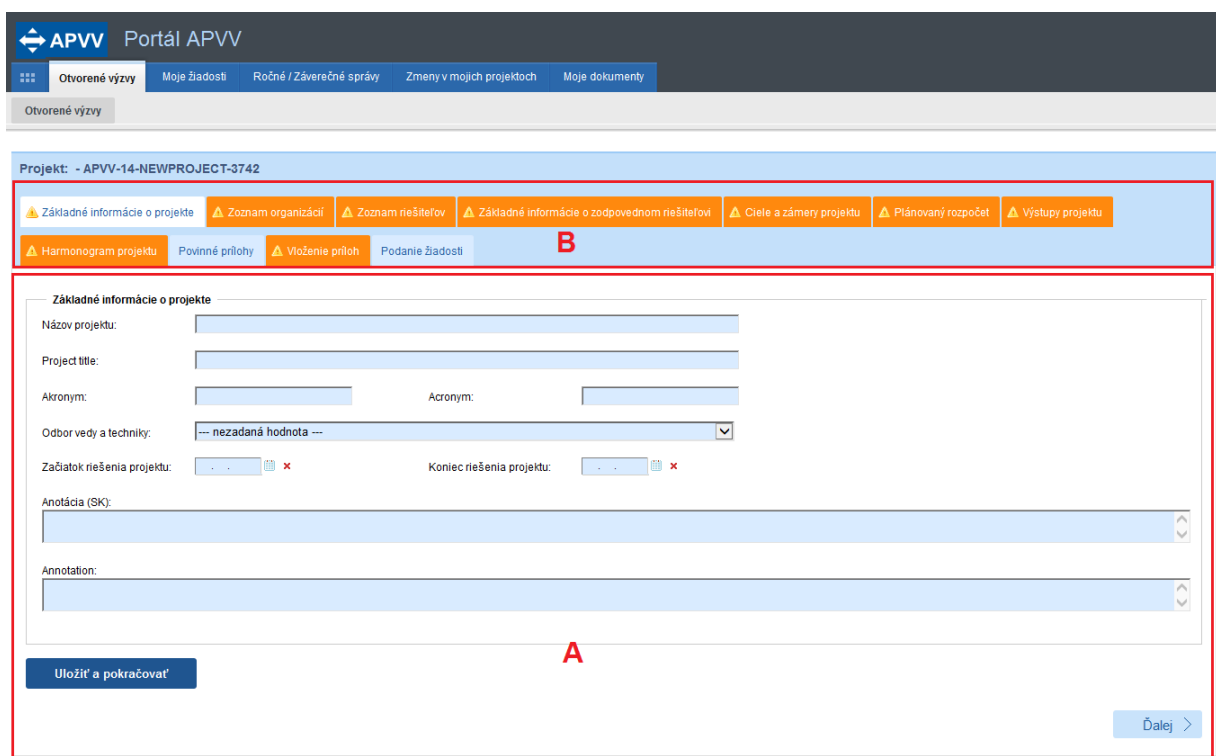 APVV Portál APVV
Otvorené výzvy Moje žiadosti Ročné / Záverečné správy Zmeny v mojich projektoch Moje dokumenty
Otvorené výzvy
Projekt: - APVV-14-NEWPROJECT-3742
Základné informácie o projekte Zoznam organizácií Zoznam riešiteľov Základné informácie o zodpovednom riešiteľovi Ciele a zámery projektu Plánovaný rozpočet Výstupy projektu
B
Harmonogram projektu Povinné prílohy Vloženie príloh Podanie žiadosti
Základné informácie o projekte
Názov projektu:
Project title:
Akronym: Acronym:
Odbor vedy a techniky: --- nezadaná hodnota ---
Začiatok riešenia projektu: . . Koniec riešenia projektu: . .
Anotácia (SK):
Annotation:
A
Uložiť a pokračovať
Ďalej